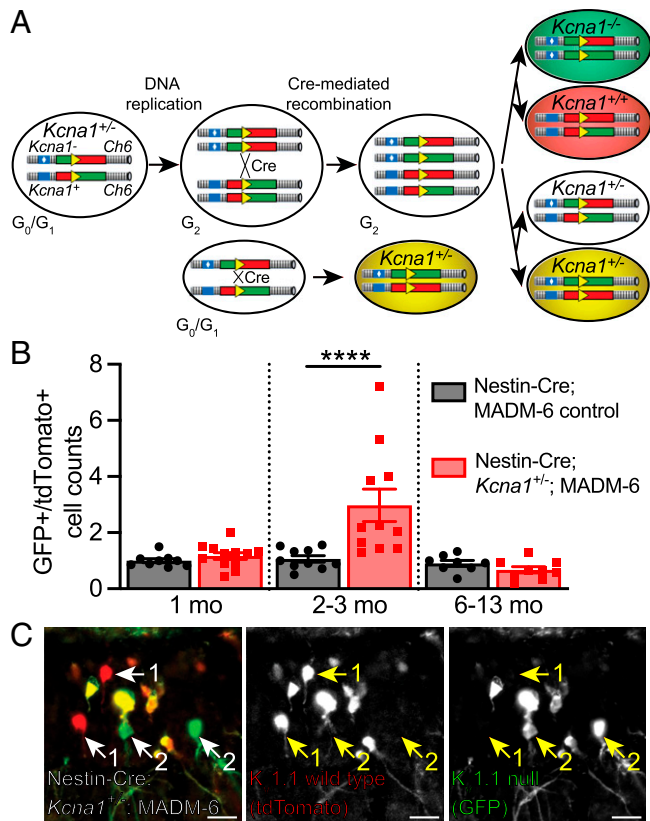 A
DNA
replication
Cre-mediated
recombination
Kcna1-/-
Kcna1+/-
Kcna1- Ch6
Cre
Kcna1+ Ch6
Kcna1+/+
G0/G1
G2
G2
Kcna1+/-
Cre
Kcna1+/-
Kcna1+/-
G0/G1
B
GFP+/tdTomato+
cell counts
8
6
4
2
0
****
Nestin-Cre;
MADM-6 control
Nestin-Cre;
Kcna1+/-; MADM-6
1 mo
2-3 mo
6-13 mo
C
1
1
1
1
2
2
1
2
2
1
2
2
Nestin-Cre;
Kcna1+/-; MADM-6
K 1.1 wild type
(tdTomato)
K 1.1 null
(GFP)